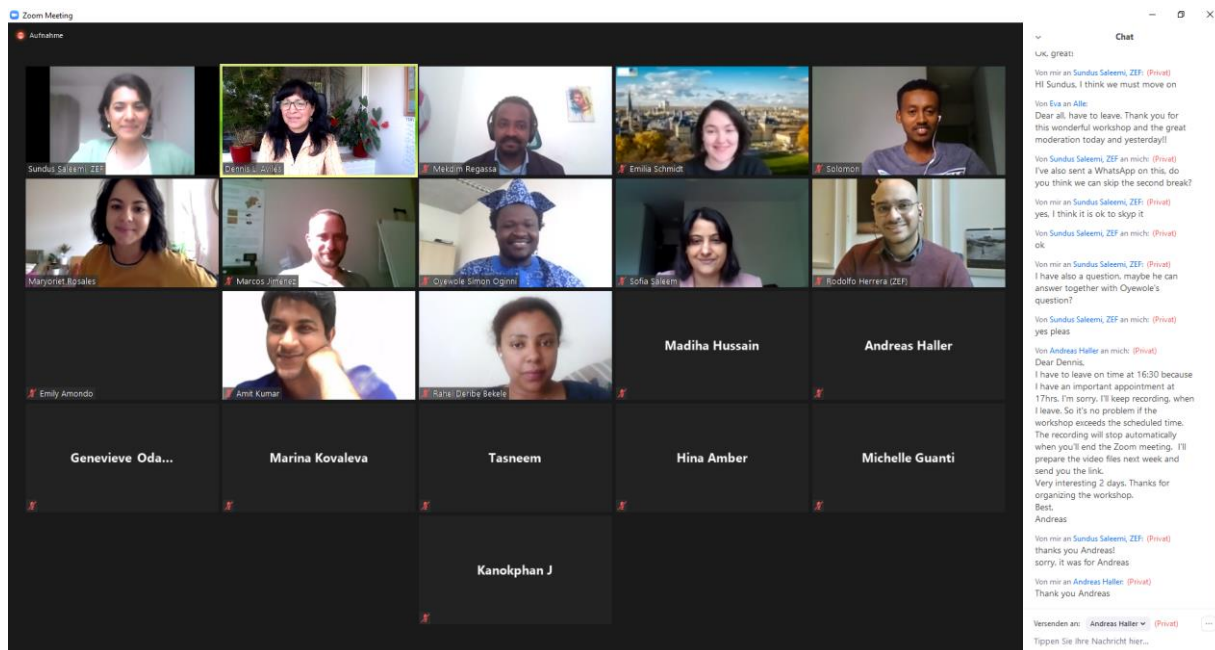 Zoom Meeting
Aufnahme
Sundus Saleemi, ZEF
Dennis L. Aviles
Mekdim Regassa
Emilia Schmidt
Solomon
Maryoriet Rosales
Marcos Jimenez
Oyewole Simon Oginni
Sofia Saleem
Rodolfo Herrera (ZEF)
Emily Amondo
Amit Kumar
Rahel Deribe Bekele
Madiha Hussain
Andreas Haller
Genevieve Oda...
Marina Kovaleva
Tasneem
Hina Amber
Michelle Guanti
Kanokphan J
Chat
OK, great!
Von mir an Sundus Saleemi, ZEF: (Privat)
HI Sundus, I think we must move on
Von Eva an Alle:
Dear all, have to leave. Thank you for
this wonderful workshop and the great
moderation today and yesterday!!
Von Sundus Saleemi, ZEF an mich: (Privat)
I've also sent a WhatsApp on this, do
you think we can skip the second break?
Von mir an Sundus Saleemi, ZEF: (Privat)
yes, I think it is ok to skyp it
Von Sundus Saleemi, ZEF an mich: (Privat)
ok
Von mir an Sundus Saleemi, ZEF: (Privat)
I have also a question, maybe he can
answer together with Oyewole's
question?
Von Sundus Saleemi, ZEF an mich: (Privat)
yes pleas
Von Andreas Haller an mich: (Privat)
Dear Dennis,
I have to leave on time at 16:30 because
I have an important appointment at
17hrs. I'm sorry. I'll keep recording, when
I leave. So it's no problem if the
workshop exceeds the scheduled time.
The recording will stop automatically
when you'll end the Zoom meeting. I'll
prepare the video files next week and
send you the link.
Very interesting 2 days. Thanks for
organizing the workshop.
Best,
Andreas
Von mir an Sundus Saleemi, ZEF: (Privat)
thanks you Andreas!
sorry, it was for Andreas
Von mir an Andreas Haller: (Privat)
Thank you Andreas
Versenden an: Andreas Haller (Privat)
Tippen Sie Ihre Nachricht hier...